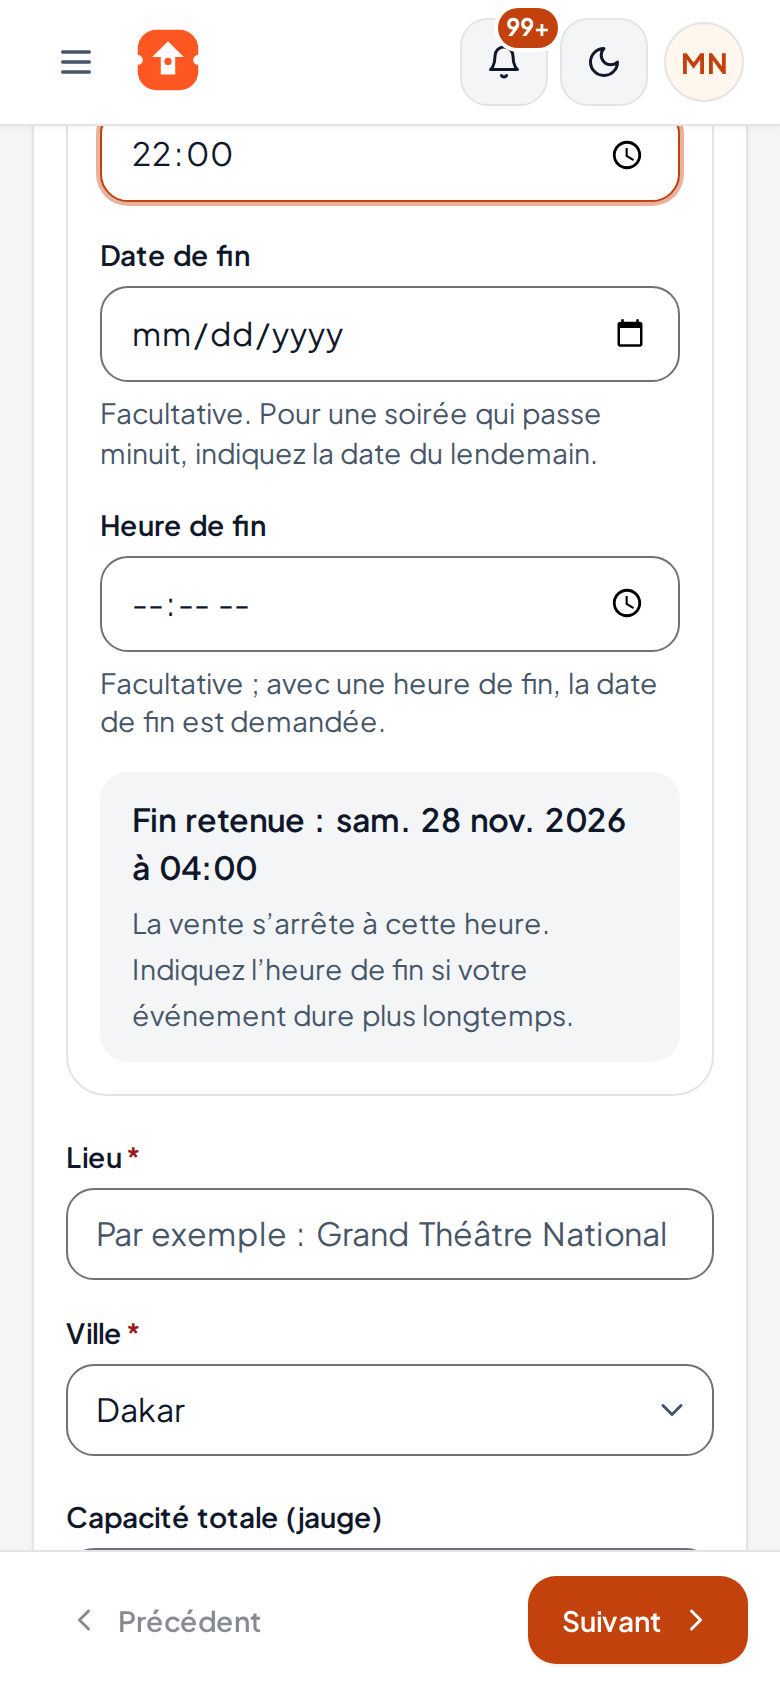 99+
MN
22:00
Date de fin
mm/dd/yyyy
Facultative. Pour une soirée qui passe
minuit, indiquez la date du lendemain.
Heure de fin
--:-- --
Facultative ; avec une heure de fin, la date
de fin est demandée.
Fin retenue : sam. 28 nov. 2026
à 04:00
La vente s’arrête à cette heure.
Indiquez l’heure de fin si votre
événement dure plus longtemps.
Lieu *
Par exemple : Grand Théâtre National
Ville *
Dakar
Capacité totale (jauge)
Précédent
Suivant